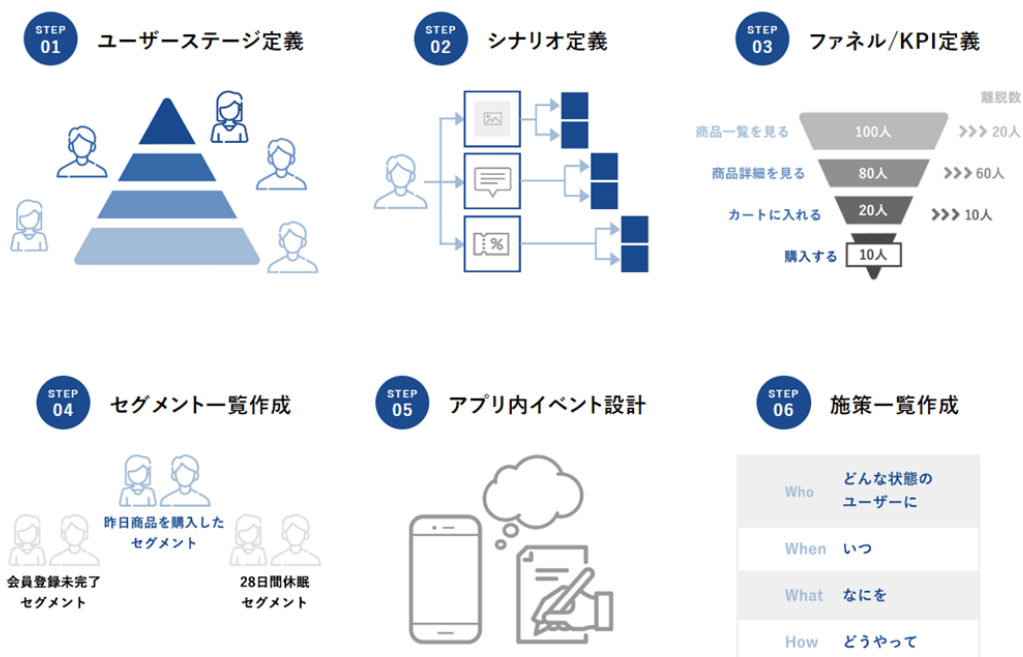 STEP
01
ユーザーステージ定義
STEP
02
シナリオ定義
%
STEP
03
ファネル/KPI定義
離脱数
商品一覧を見る 100人 >>> 20人
商品詳細を見る 80人 >>> 60人
カートに入れる 20人 >>> 10人
購入する 10人
STEP
04
セグメント一覧作成
昨日商品を購入した
セグメント
会員登録未完了
セグメント
28日間休眠
セグメント
STEP
05
アプリ内イベント設計
STEP
06
施策一覧作成
Who どんな状態の
ユーザーに
When いつ
What なにを
How どうやって